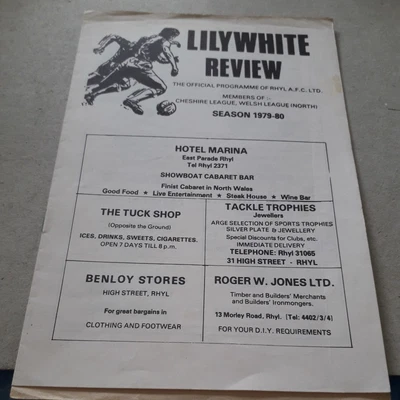 LILYWHITE
REVIEW
THE OFFICIAL PROGRAMME OF RHYL A.F.C. LTD.
MEMBERS OF :-
CHESHIRE LEAGUE, WELSH LEAGUE (NORTH)
SEASON 1979-80
HOTEL MARINA
East Parade Rhyl
Tel Rhyl 2371
SHOWBOAT CABARET BAR
Finist Cabaret in North Wales
Good Food ★ Live Entertainment ★ Steak House ★ Wine Bar
THE TUCK SHOP
(Opposite the Ground)
ICES, DRINKS, SWEETS, CIGARETTES.
OPEN 7 DAYS TILL 8 p.m.
TACKLE TROPHIES
Jewellers
ARGE SELECTION OF SPORTS TROPHIES
SILVER PLATE & JEWELLERY
Special Discounts for Clubs, etc.
IMMEDIATE DELIVERY
TELEPHONE: Rhyl 31065
31 HIGH STREET - RHYL
BENLOY STORES
HIGH STREET, RHYL
For great bargains in
CLOTHING AND FOOTWEAR
ROGER W. JONES LTD.
Timber and Builders' Merchants
and Builders' Ironmongers.
13 Morley Road, Rhyl. (Tel: 4402/3/4)
FOR YOUR D.I.Y. REQUIREMENTS